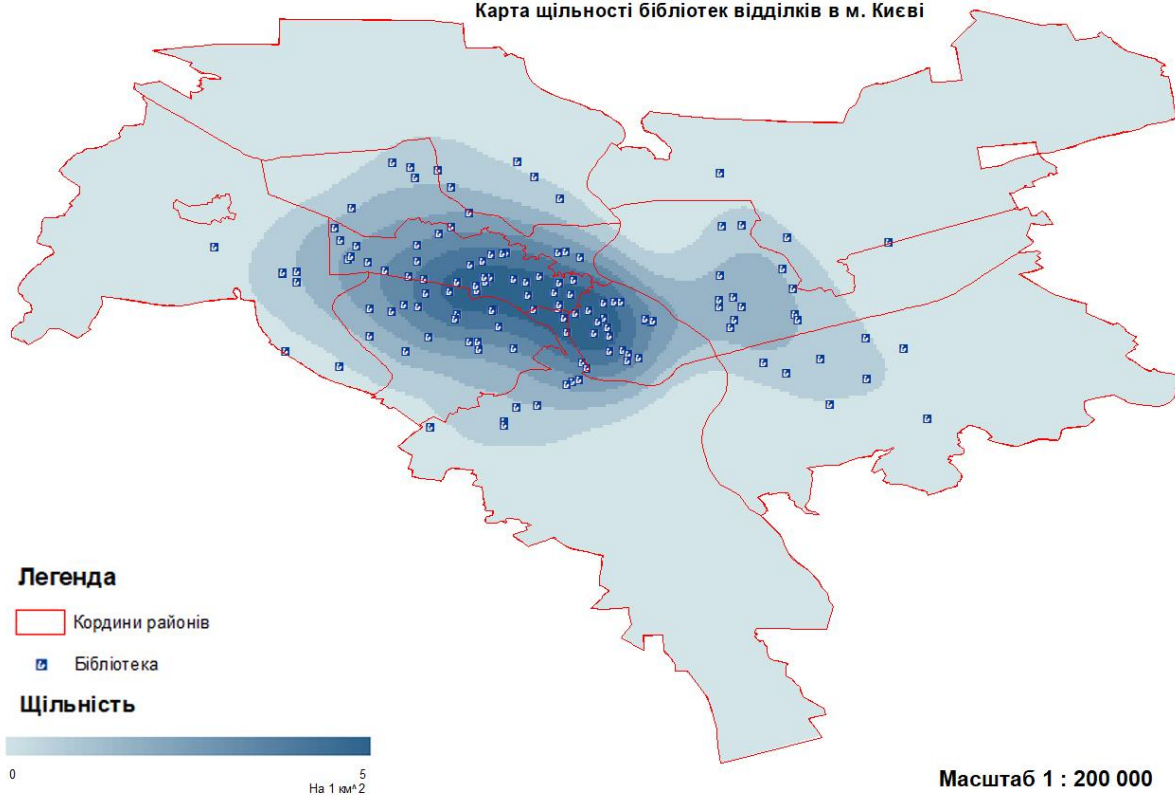 Карта щільності бібліотек відділків в м. Києві
Легенда
Кордини районів
Бібліотека
Щільність
0 5
На 1 км^2
Масштаб 1 : 200 000